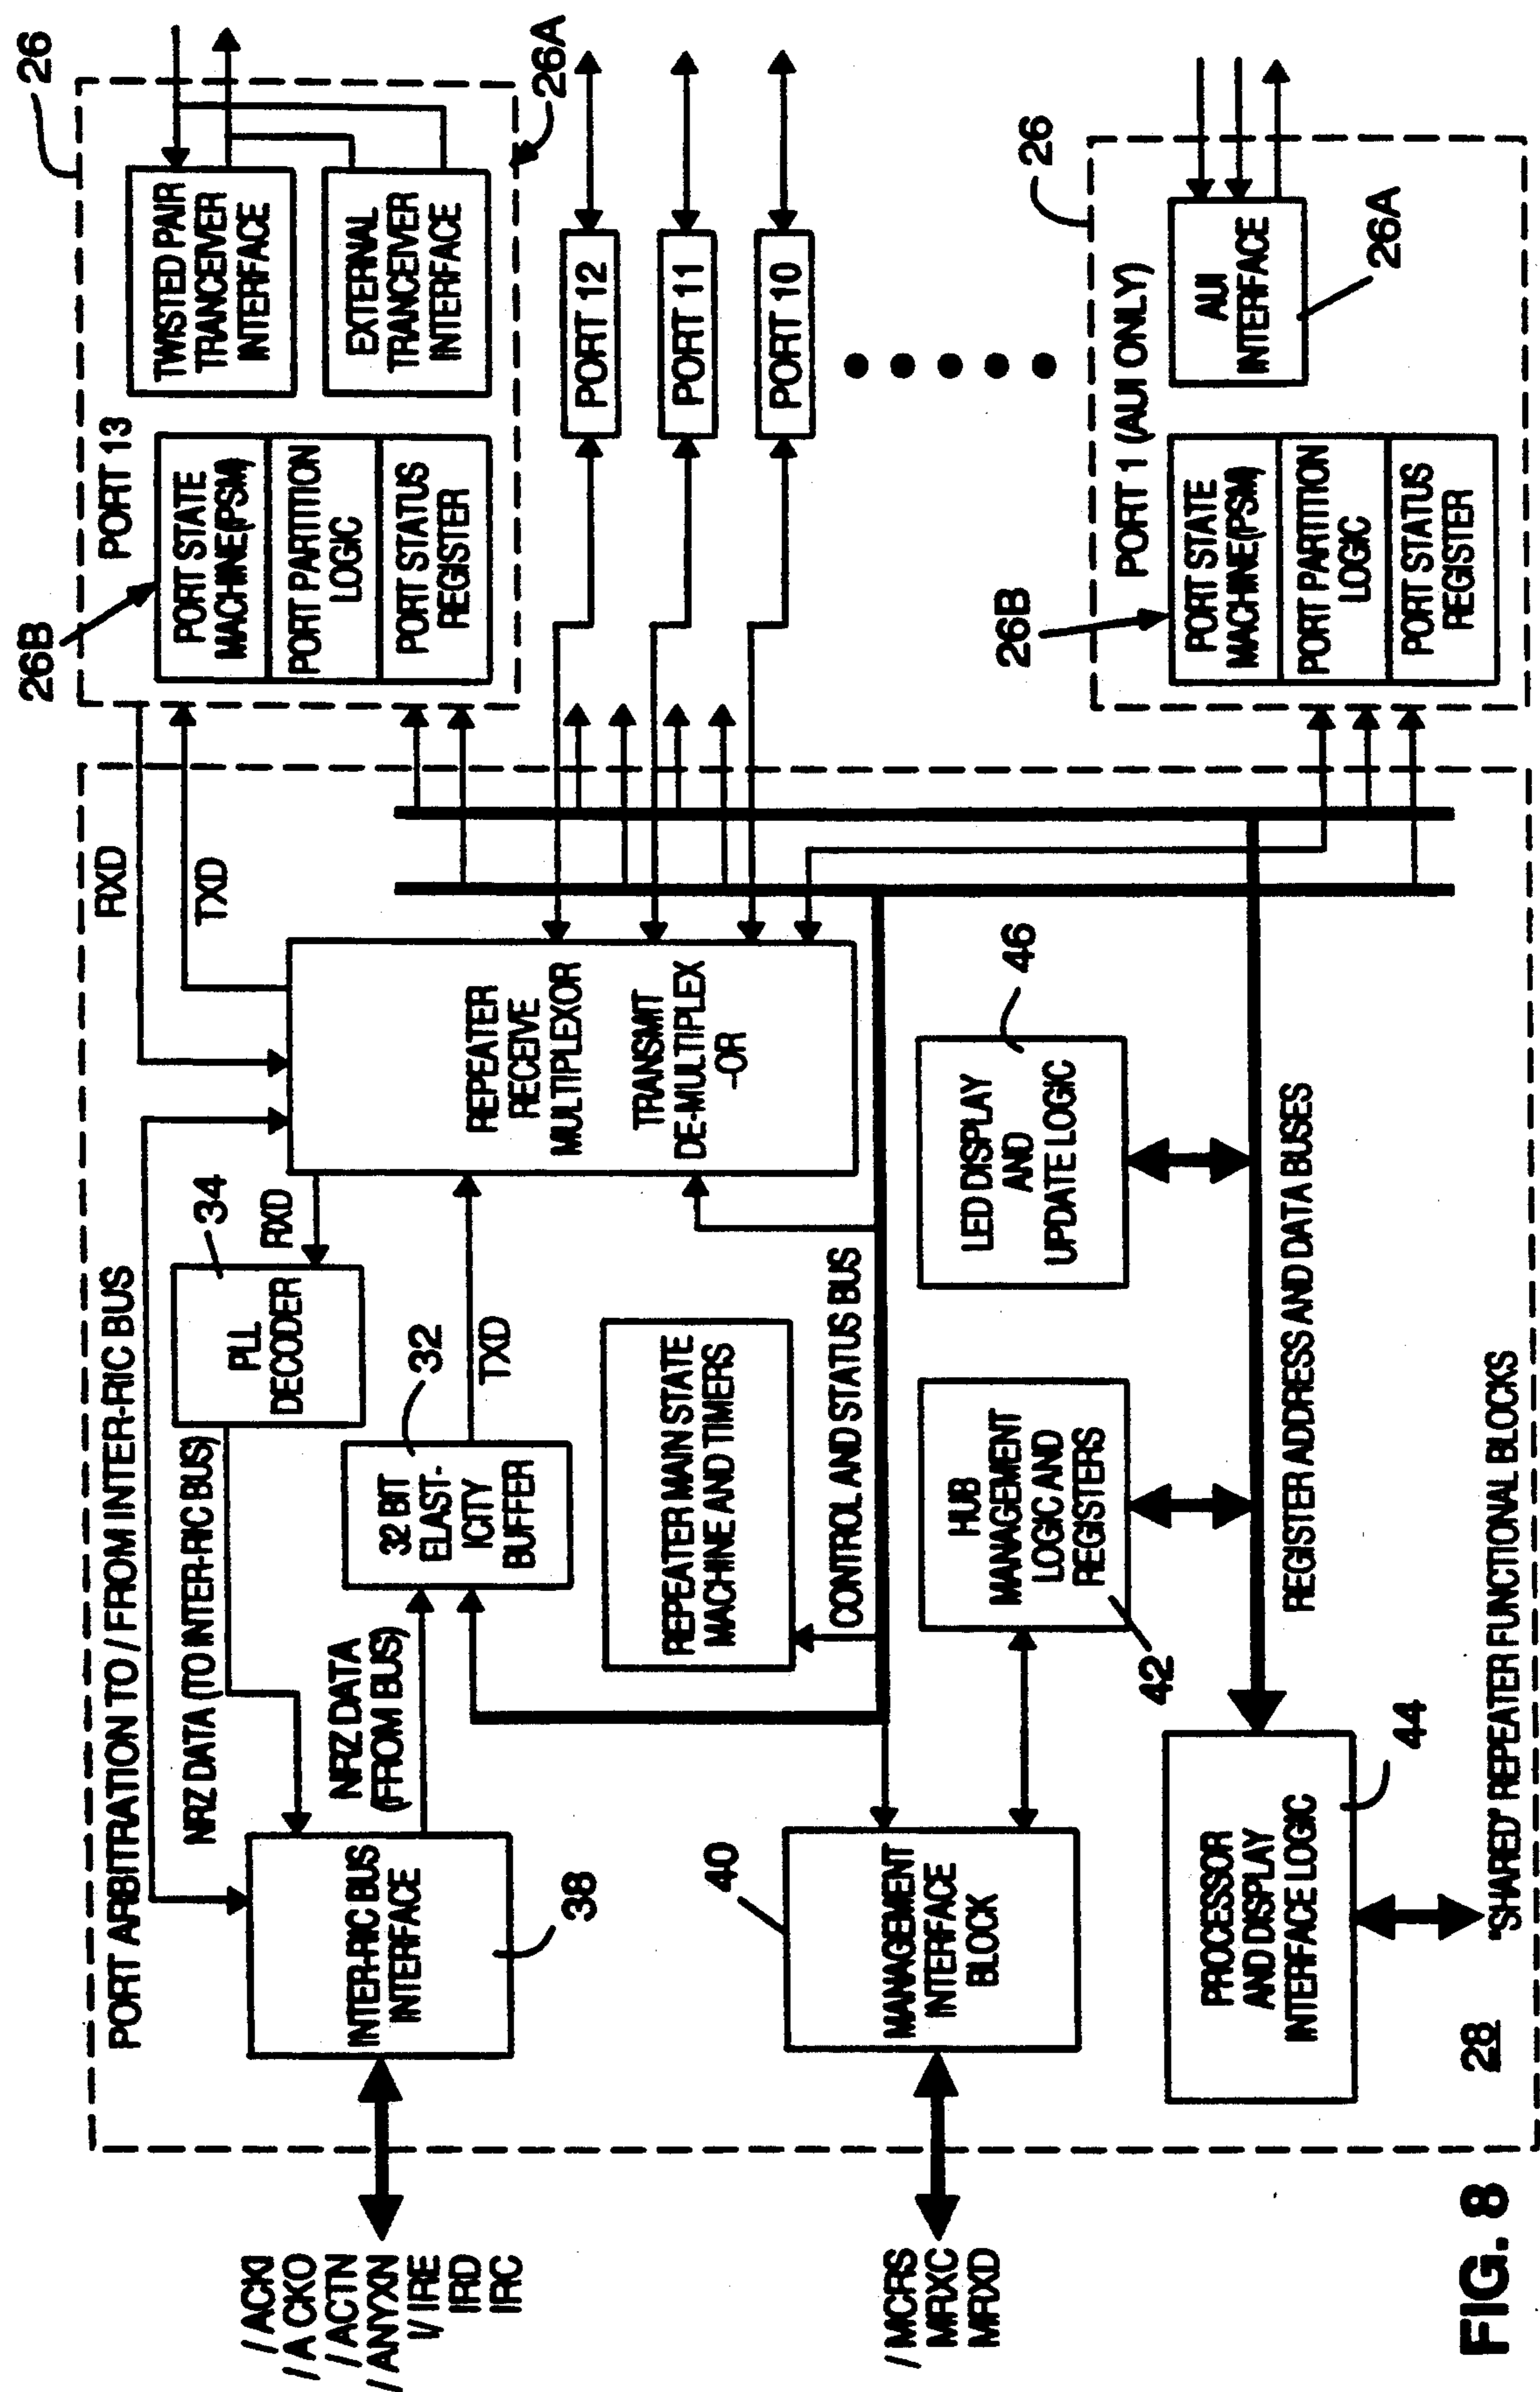 26
PORT 13
26B
PORT STATE
MACHINE(PSM)
PORT PARTITION
LOGIC
PORT STATUS
REGISTER
TWISTED PAIR
TRANCEIVER
INTERFACE
EXTERNAL
TRANCEIVER
INTERFACE
26A
PORT 12
PORT 11
PORT 10
26
PORT 1 (AUI ONLY)
26B
PORT STATE
MACHINE(PSM)
PORT PARTITION
LOGIC
PORT STATUS
REGISTER
AUI
INTERFACE
26A
PORT ARBITRATION TO / FROM INTER-RIC BUS
RXD
TXD
NRZ DATA (TO INTER-RIC BUS)
PLL
DECODER
34
RXD
REPEATER
RECEIVE
MULTIPLEXOR
TRANSMIT
DE-MULTIPLEX
-OR
NRZ DATA
(FROM BUS)
32 BIT
ELAST-
ICITY
BUFFER
32
TXD
INTER-RIC BUS
INTERFACE
38
REPEATER MAIN STATE
MACHINE AND TIMERS
CONTROL AND STATUS BUS
40
MANAGEMENT
INTERFACE
BLOCK
HUB
MANAGEMENT
LOGIC AND
REGISTERS
42
LED DISPLAY
AND
UPDATE LOGIC
46
PROCESSOR
AND DISPLAY
INTERFACE LOGIC
44
REGISTER ADDRESS AND DATA BUSES
28
"SHARED" REPEATER FUNCTIONAL BLOCKS
/ ACKI
/ A CKO
/ ACTN
/ ANYXN
I/ IRE
IRD
IRC
/ MCRS
MRXC
MRXD
FIG. 8